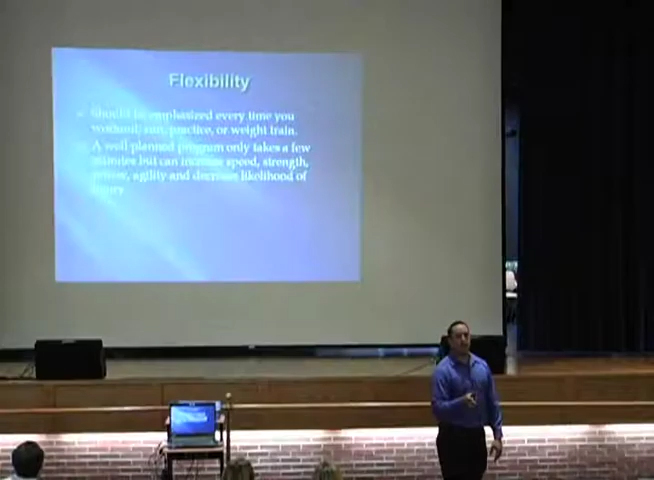 Flexibility
Should be emphasized every time you
workout: run, practice, or weight train.
A well planned program only takes a few
minutes but can increase speed, strength,
power, agility and decrease likelihood of
injury